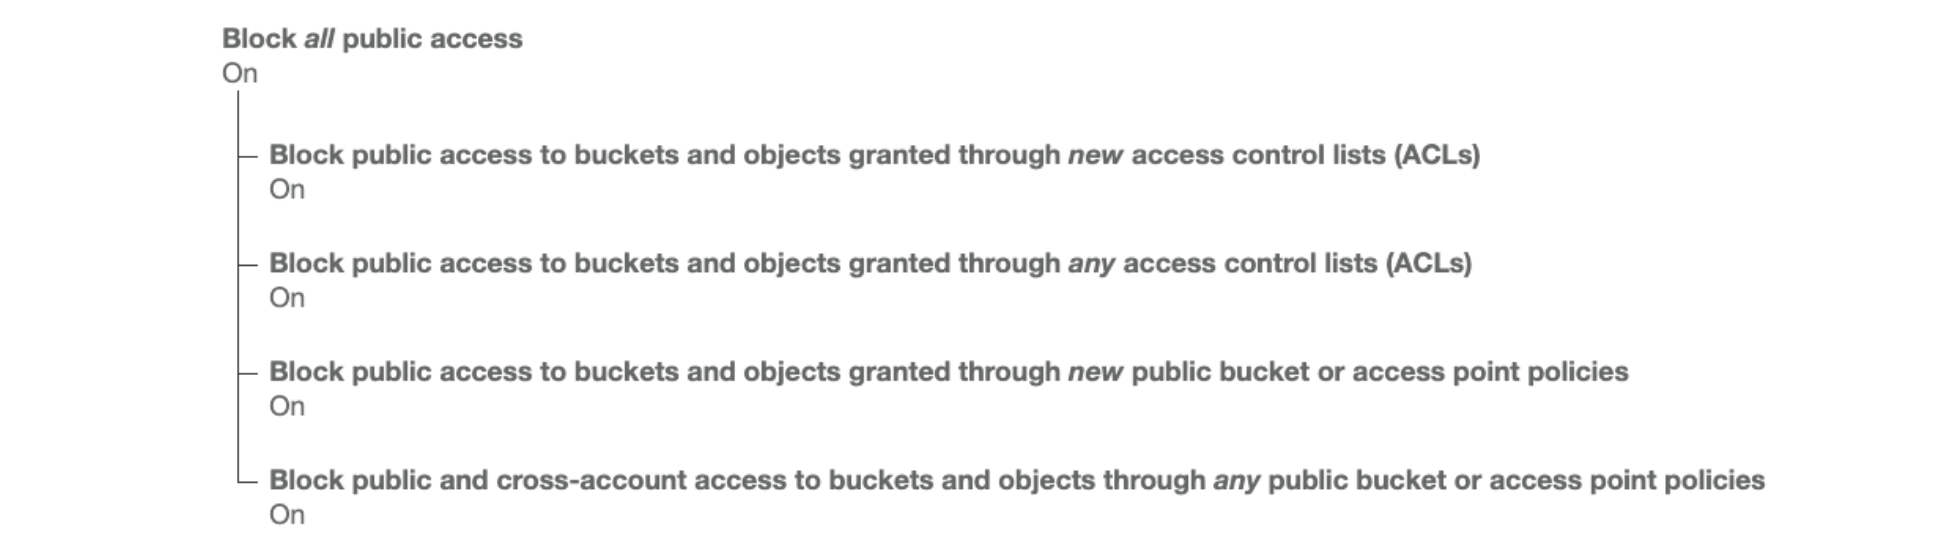 Block all public access
On
Block public access to buckets and objects granted through new access control lists (ACLs)
On
Block public access to buckets and objects granted through any access control lists (ACLs)
On
Block public access to buckets and objects granted through new public bucket or access point policies
On
Block public and cross-account access to buckets and objects through any public bucket or access point policies
On